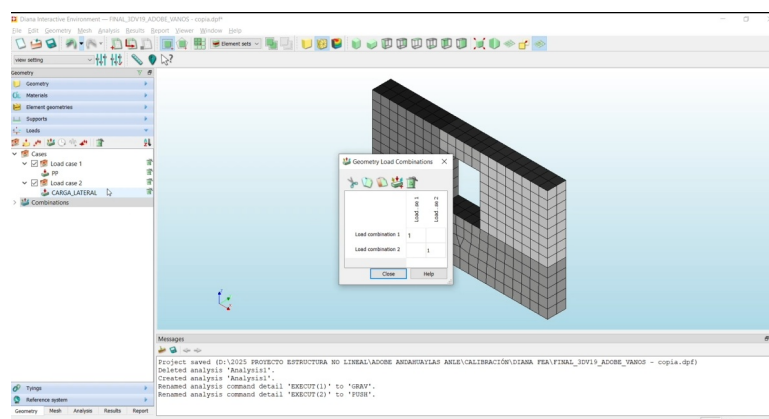 Diana Interactive Environment — FINAL_3DV19_ADOBE_VANOS - copia.dpf*
File Edit Geometry Mesh Analysis Results Report Viewer Window Help
Element sets
view setting
Geometry
Geometry
Materials
Element geometries
Supports
Loads
Cases
Load case 1
PP
Load case 2
CARGA_LATERAL
Combinations
Geometry Load Combinations
Load...se 1
Load...se 2
Load combination 1 1
Load combination 2 1
Close Help
Messages
Project saved (D:\2025 PROYECTO ESTRUCTURA NO LINEAL\ADOBE ANDAHUAYLAS ANLE\CALIBRACIÓN\DIANA FEA\FINAL_3DV19_ADOBE_VANOS - copia.dpf)
Deleted analysis 'Analysis1'.
Created analysis 'Analysis1'.
Renamed analysis command detail 'EXECUT(1)' to 'GRAV'.
Renamed analysis command detail 'EXECUT(2)' to 'PUSH'.
Tyings
Reference system
Geometry Mesh Analysis Results Report